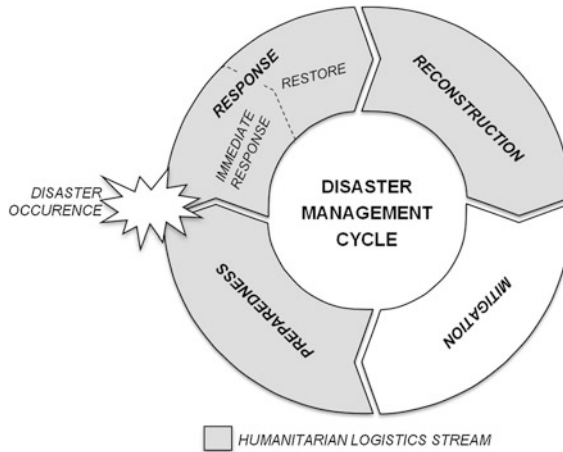 RESPONSE
RESTORE
IMMEDIATE
RESPONSE
RECONSTRUCTION
DISASTER
OCCURENCE
DISASTER
MANAGEMENT
CYCLE
PREPAREDNESS
MITIGATION
HUMANITARIAN LOGISTICS STREAM